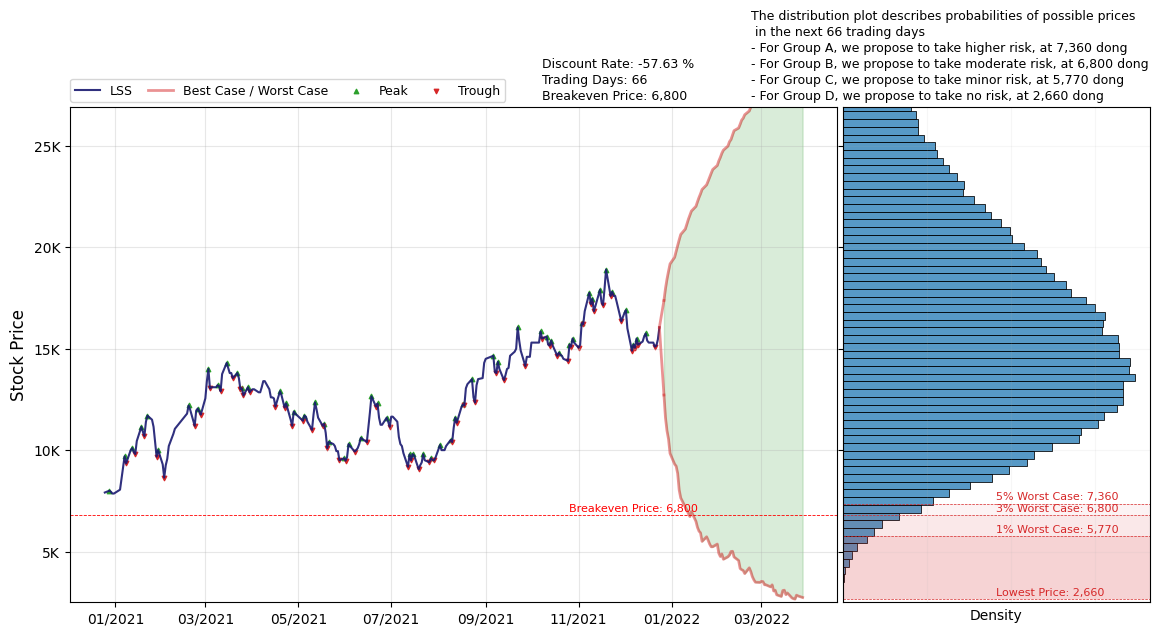 The distribution plot describes probabilities of possible prices
in the next 66 trading days
- For Group A, we propose to take higher risk, at 7,360 dong
- For Group B, we propose to take moderate risk, at 6,800 dong
- For Group C, we propose to take minor risk, at 5,770 dong
- For Group D, we propose to take no risk, at 2,660 dong
Discount Rate: -57.63 %
Trading Days: 66
Breakeven Price: 6,800
LSS
Best Case / Worst Case
Peak
Trough
Stock Price
25K
20K
15K
10K
5K
Breakeven Price: 6,800
01/2021
03/2021
05/2021
07/2021
09/2021
11/2021
01/2022
03/2022
5% Worst Case: 7,360
3% Worst Case: 6,800
1% Worst Case: 5,770
Lowest Price: 2,660
Density